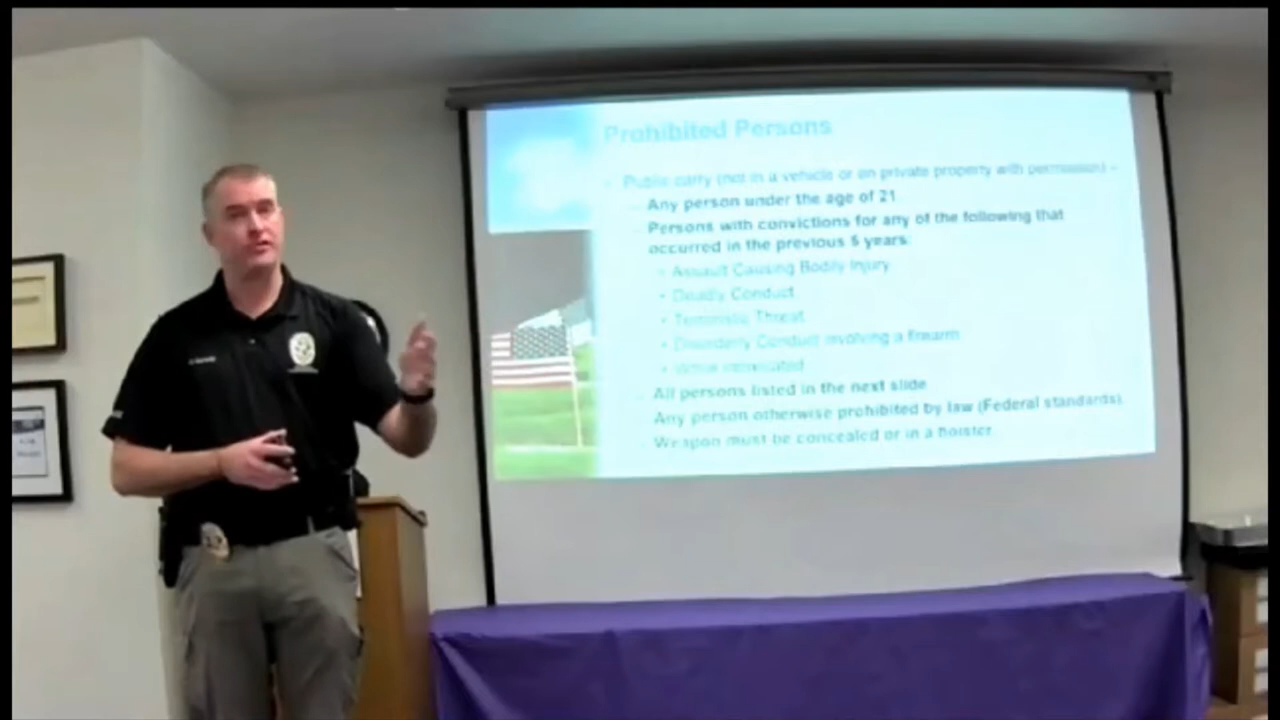 Prohibited Persons
• Public carry (not in a vehicle or on private property with permission) –
– Any person under the age of 21
– Persons with convictions for any of the following that
occurred in the previous 5 years:
• Assault Causing Bodily Injury
• Deadly Conduct
• Terroristic Threat
• Disorderly Conduct involving a firearm
• While intoxicated
– All persons listed in the next slide
– Any person otherwise prohibited by law (Federal standards)
– Weapon must be concealed or in a holster